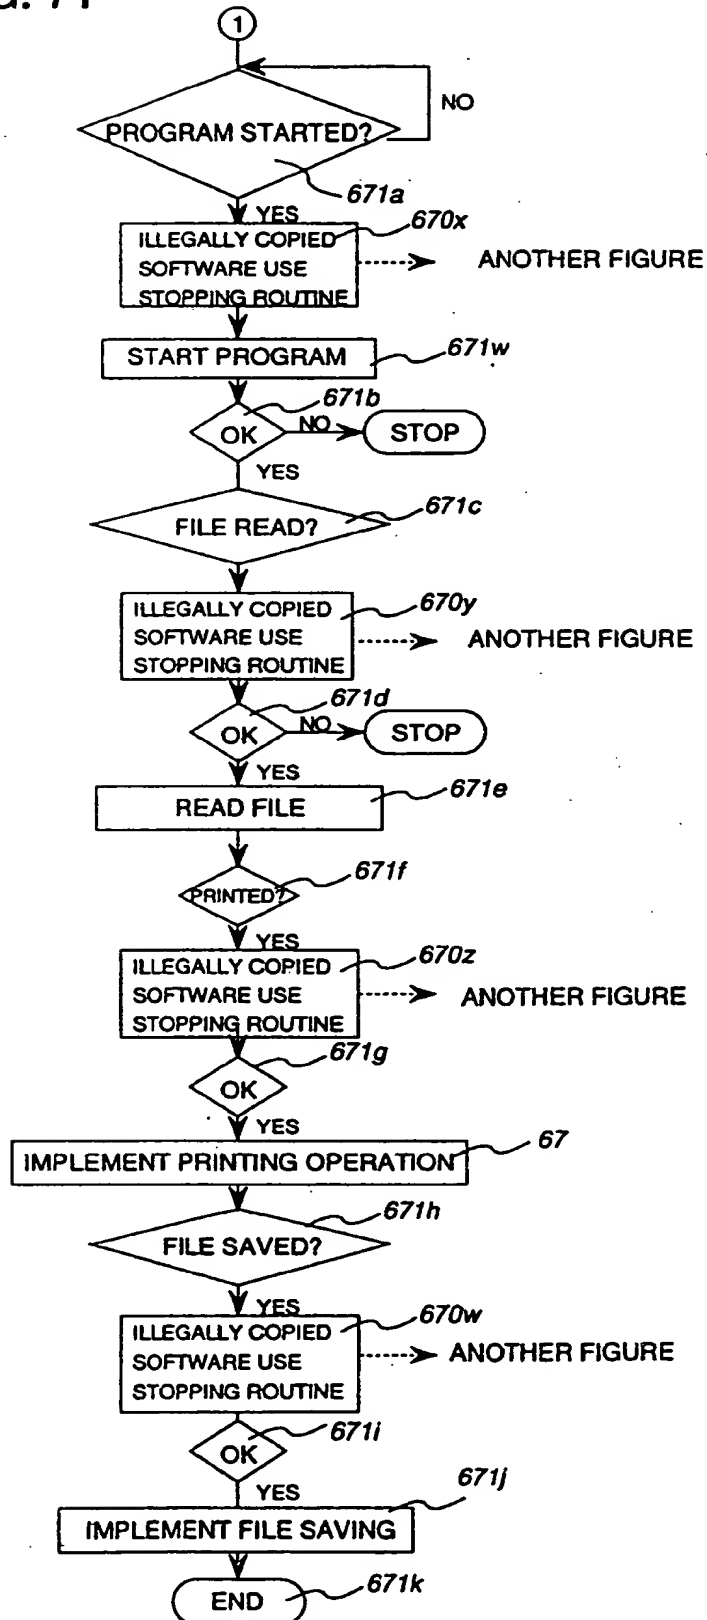 1
PROGRAM STARTED?
NO
671a
YES
670x
ILLEGALLY COPIED
SOFTWARE USE
STOPPING ROUTINE
ANOTHER FIGURE
START PROGRAM
671w
671b
OK
NO
STOP
YES
671c
FILE READ?
ILLEGALLY COPIED
SOFTWARE USE
STOPPING ROUTINE
670y
ANOTHER FIGURE
671d
OK
NO
STOP
YES
671e
READ FILE
671f
PRINTED?
YES
670z
ILLEGALLY COPIED
SOFTWARE USE
STOPPING ROUTINE
ANOTHER FIGURE
671g
OK
YES
67
IMPLEMENT PRINTING OPERATION
671h
FILE SAVED?
YES
670w
ILLEGALLY COPIED
SOFTWARE USE
STOPPING ROUTINE
ANOTHER FIGURE
671i
OK
YES
671j
IMPLEMENT FILE SAVING
END
671k